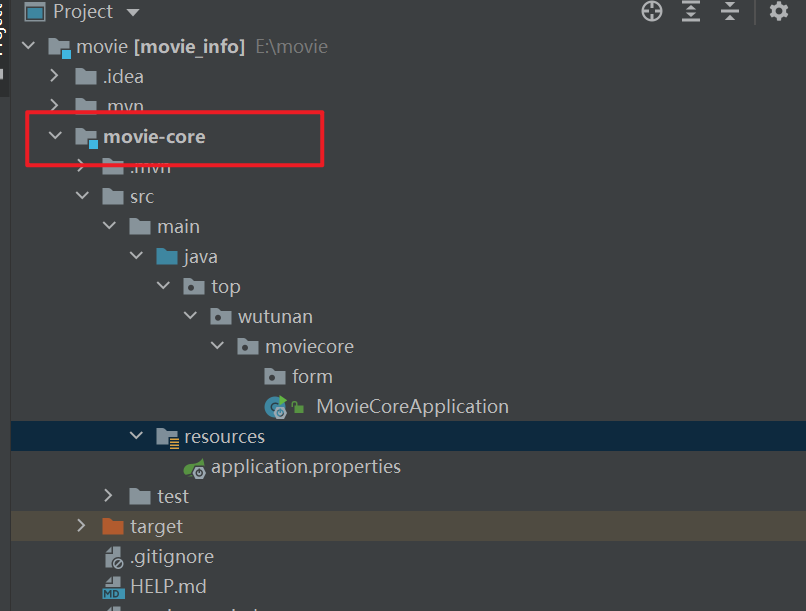 Project
movie [movie_info] E:\movie
.idea
.mvn
movie-core
.mvn
src
main
java
top
wutunan
moviecore
form
MovieCoreApplication
resources
application.properties
test
target
.gitignore
MD HELP.md